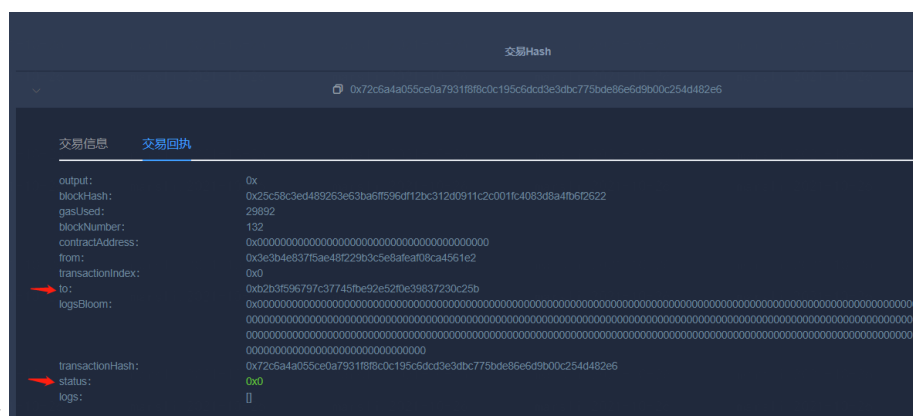 交易Hash
0x72c6a4a055ce0a7931f8f8c0c195c6dcd3e3dbc775bde86e6d9b00c254d482e6
交易信息 交易回执
output: 0x
blockHash: 0x25c58c3ed489263e63ba6ff596df12bc312d0911c2c001fc4083d8a4fb6f2622
gasUsed: 29892
blockNumber: 132
contractAddress: 0x0000000000000000000000000000000000000000
from: 0x3e3b4e837f5ae48f229b3c5e8afeaf08ca4561e2
transactionIndex: 0x0
to: 0xb2b3f596797c37745fbe92e52f0e39837230c25b
logsBloom:
transactionHash: 0x72c6a4a055ce0a7931f8f8c0c195c6dcd3e3dbc775bde86e6d9b00c254d482e6
status: 0x0
logs: []